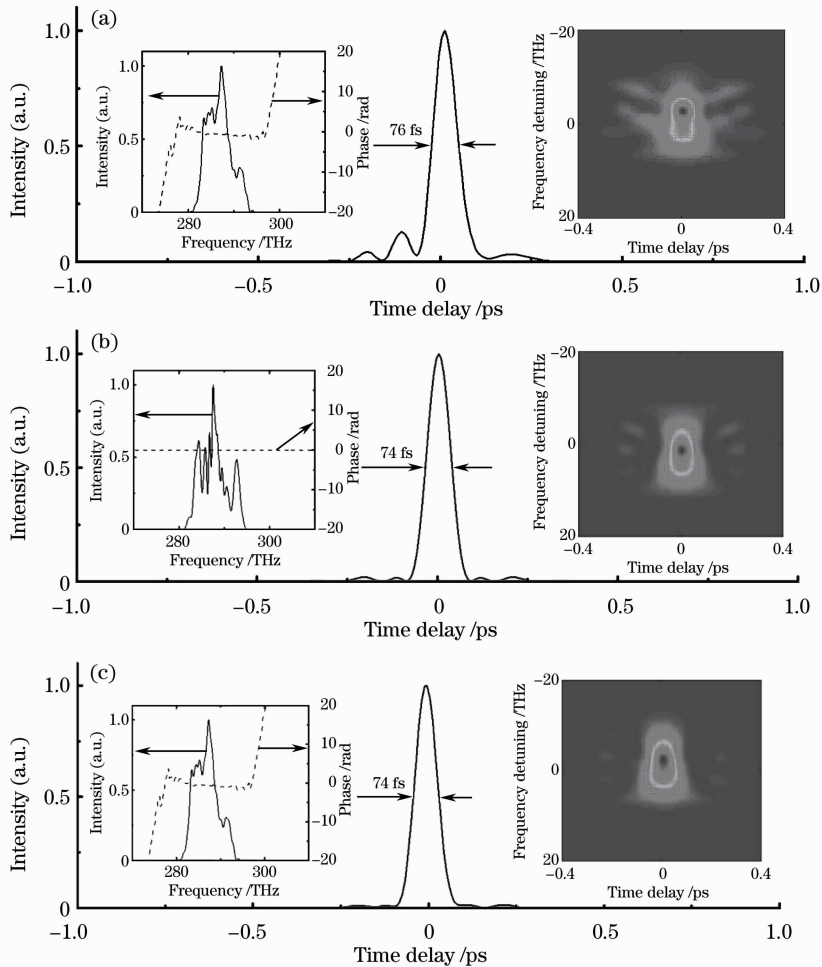 (a)
Intensity (a.u.)
1.0
0.5
0
−1.0
−0.5
0
0.5
1.0
Time delay /ps
76 fs
Intensity (a.u.)
1.0
0.5
0
280
300
Frequency /THz
20
10
0
−10
−20
Phase /rad
Frequency detuning /THz
−20
0
20
−0.4
0
0.4
Time delay /ps
(b)
Intensity (a.u.)
1.0
0.5
0
−1.0
−0.5
0
0.5
1.0
Time delay /ps
74 fs
Intensity (a.u.)
1.0
0.5
0
280
300
Frequency /THz
20
10
0
−10
−20
Phase /rad
Frequency detuning /THz
−20
0
20
−0.4
0
0.4
Time delay /ps
(c)
Intensity (a.u.)
1.0
0.5
0
−1.0
−0.5
0
0.5
1.0
Time delay /ps
74 fs
Intensity (a.u.)
1.0
0.5
0
280
300
Frequency /THz
20
10
0
−10
−20
Phase /rad
Frequency detuning /THz
−20
0
20
−0.4
0
0.4
Time delay /ps